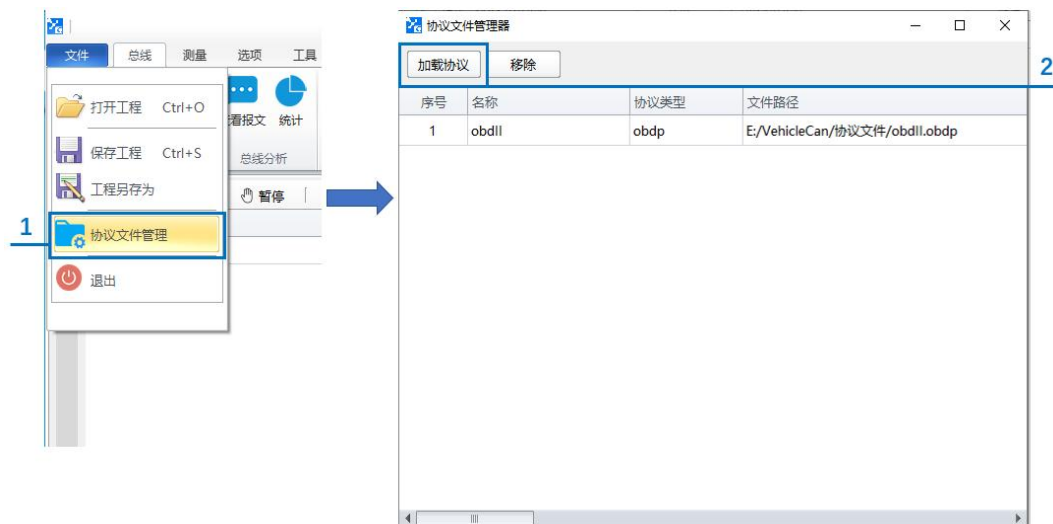 文件 总线 测量 选项 工具
打开工程 Ctrl+O
保存工程 Ctrl+S
工程另存为
协议文件管理
退出
看报文 统计
总线分析
暂停
1
协议文件管理器
加载协议 移除
2
序号 名称 协议类型 文件路径
1 obdII obdp E:/VehicleCan/协议文件/obdII.obdp